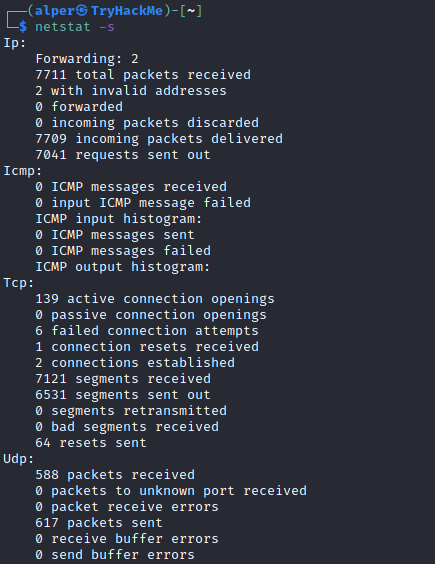 ┌──(alper㉿TryHackMe)-[~]
└─$ netstat -s
Ip:
    Forwarding: 2
    7711 total packets received
    2 with invalid addresses
    0 forwarded
    0 incoming packets discarded
    7709 incoming packets delivered
    7041 requests sent out
Icmp:
    0 ICMP messages received
    0 input ICMP message failed
    ICMP input histogram:
    0 ICMP messages sent
    0 ICMP messages failed
    ICMP output histogram:
Tcp:
    139 active connection openings
    0 passive connection openings
    6 failed connection attempts
    1 connection resets received
    2 connections established
    7121 segments received
    6531 segments sent out
    0 segments retransmitted
    0 bad segments received
    64 resets sent
Udp:
    588 packets received
    0 packets to unknown port received
    0 packet receive errors
    617 packets sent
    0 receive buffer errors
    0 send buffer errors